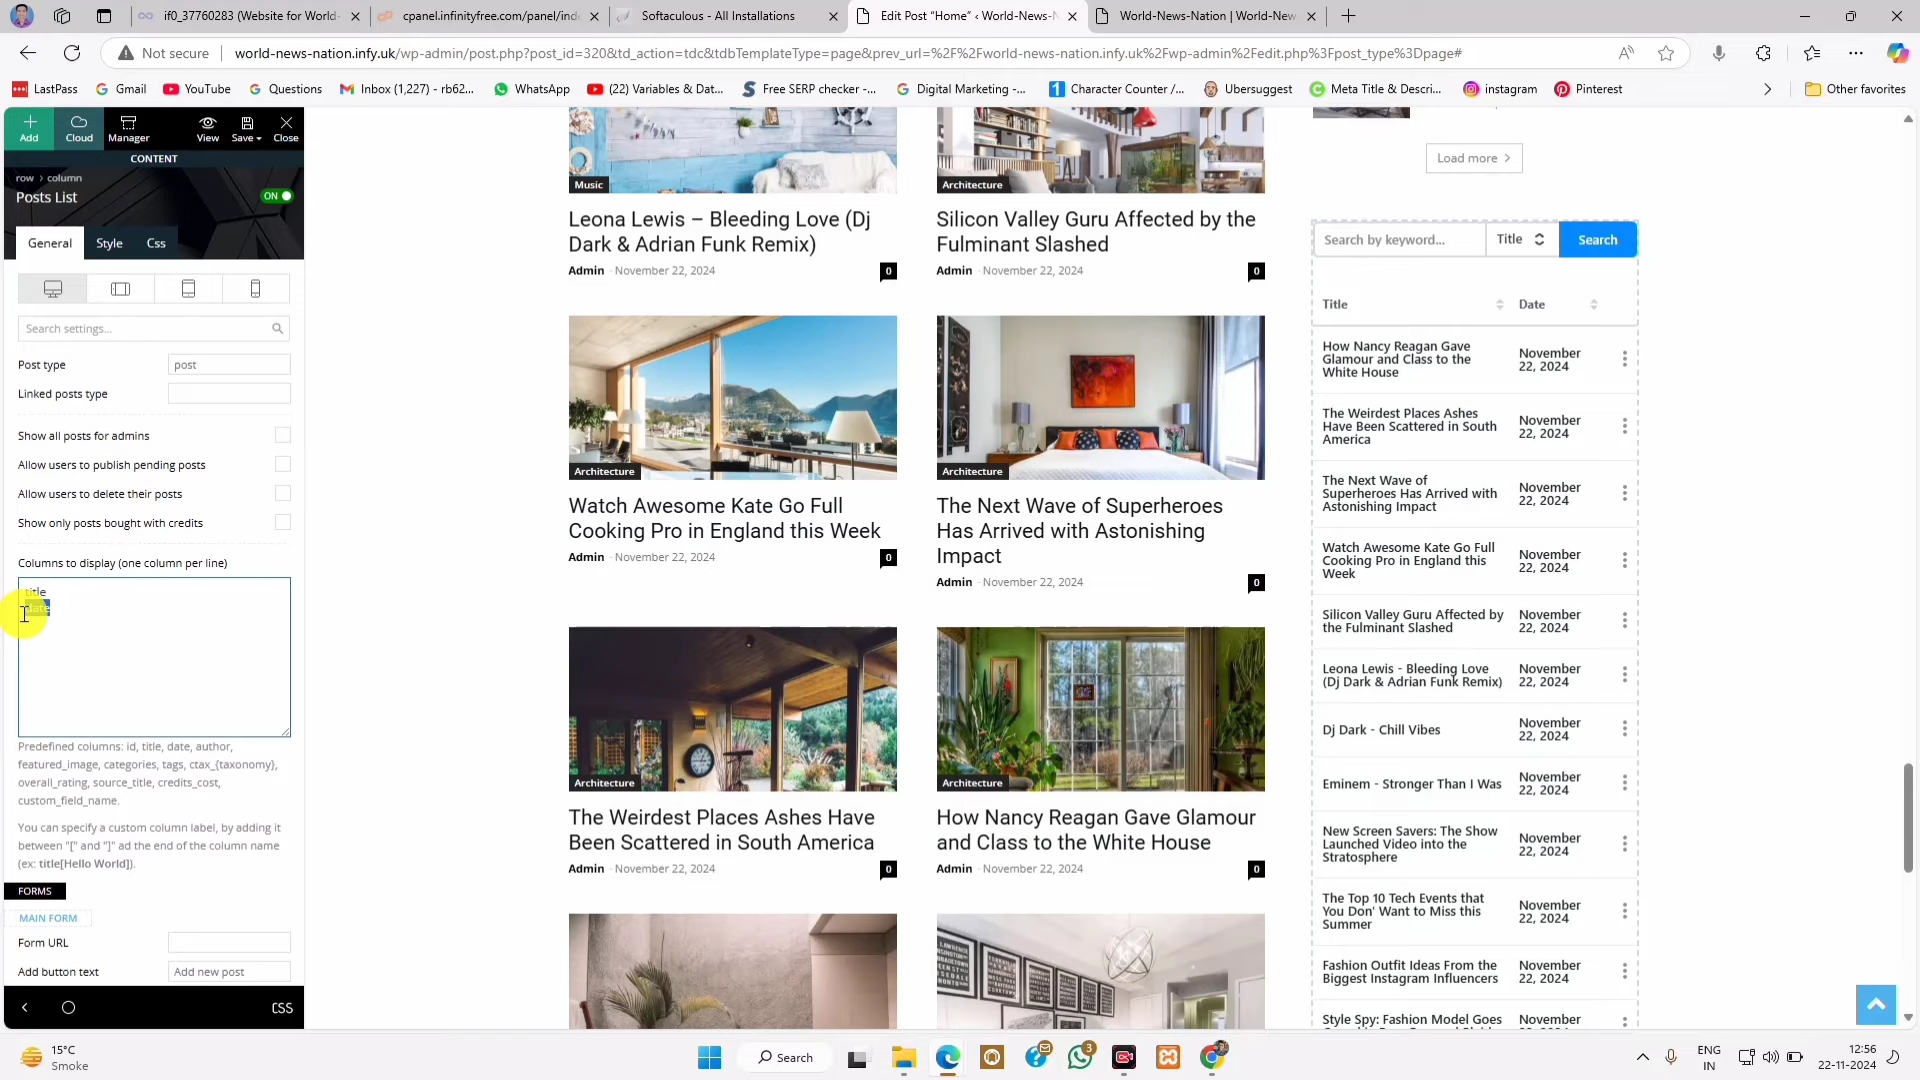 if0_37760283 (Website for World-
cpanel.infinityfree.com/panel/ind
Softaculous - All Installations
Edit Post “Home” ‹ World-News-N
World-News-Nation | World-New
Not secure
world-news-nation.infy.uk/wp-admin/post.php?post_id=320&td_action=tdc&tdbTemplateType=page&prev_url=%2F%2Fworld-news-nation.infy.uk%2Fwp-admin%2Fedit.php%3Fpost_type%3Dpage#
LastPass
Gmail
YouTube
Questions
Inbox (1,227) - rb62...
WhatsApp
(22) Variables & Dat...
Free SERP checker -...
Digital Marketing -...
Character Counter /...
Ubersuggest
Meta Title & Descri...
instagram
Pinterest
Other favorites
Add
Cloud
Manager
View
Save
Close
CONTENT
row › column
Posts List
ON
General
Style
Css
Search settings...
Post type
post
Linked posts type
Show all posts for admins
Allow users to publish pending posts
Allow users to delete their posts
Show only posts bought with credits
Columns to display (one column per line)
title
date
Predefined columns: id, title, date, author,
featured_image, categories, tags, ctax_{taxonomy},
overall_rating, source_title, credits_cost,
custom_field_name.
You can specify a custom column label, by adding it
between "[" and "]" ad the end of the column name
(ex: title[Hello World]).
FORMS
MAIN FORM
Form URL
Add button text
Add new post
CSS
Music
Leona Lewis – Bleeding Love (Dj
Dark & Adrian Funk Remix)
Admin - November 22, 2024
0
Architecture
Silicon Valley Guru Affected by the
Fulminant Slashed
Admin - November 22, 2024
0
Architecture
Watch Awesome Kate Go Full
Cooking Pro in England this Week
Admin - November 22, 2024
0
Architecture
The Next Wave of Superheroes
Has Arrived with Astonishing
Impact
Admin - November 22, 2024
0
Architecture
The Weirdest Places Ashes Have
Been Scattered in South America
Admin - November 22, 2024
0
Architecture
How Nancy Reagan Gave Glamour
and Class to the White House
Admin - November 22, 2024
0
Load more
Search by keyword...
Title
Search
Title
Date
How Nancy Reagan Gave
Glamour and Class to the
White House
November
22, 2024
The Weirdest Places Ashes
Have Been Scattered in South
America
November
22, 2024
The Next Wave of
Superheroes Has Arrived with
Astonishing Impact
November
22, 2024
Watch Awesome Kate Go Full
Cooking Pro in England this
Week
November
22, 2024
Silicon Valley Guru Affected by
the Fulminant Slashed
November
22, 2024
Leona Lewis - Bleeding Love
(Dj Dark & Adrian Funk Remix)
November
22, 2024
Dj Dark - Chill Vibes
November
22, 2024
Eminem - Stronger Than I Was
November
22, 2024
New Screen Savers: The Show
Launched Video into the
Stratosphere
November
22, 2024
The Top 10 Tech Events that
You Don' Want to Miss this
Summer
November
22, 2024
Fashion Outfit Ideas From the
Biggest Instagram Influencers
November
22, 2024
Style Spy: Fashion Model Goes
November
15°C
Smoke
Search
3
ENG
IN
12:56
22-11-2024